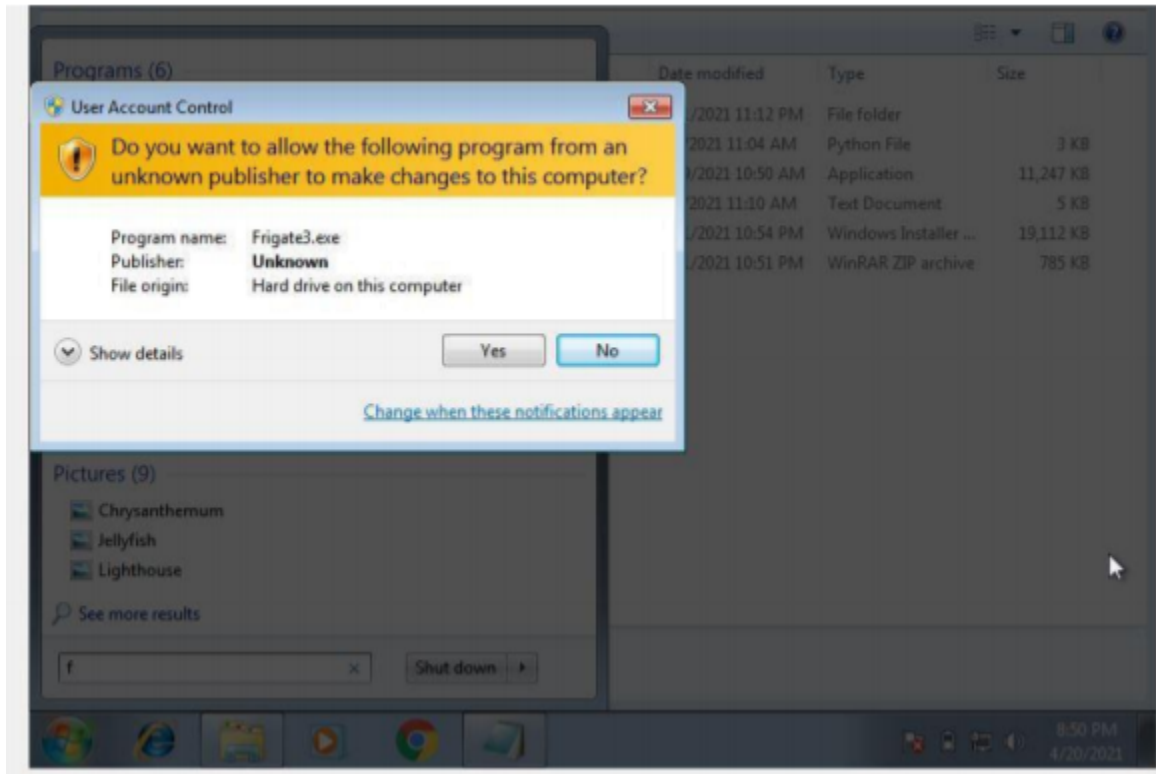 Programs (6)
Date modified Type Size
User Account Control
Do you want to allow the following program from an
unknown publisher to make changes to this computer?
Program name: Frigate3.exe
Publisher: Unknown
File origin: Hard drive on this computer
Show details
Yes
No
Change when these notifications appear
/2021 11:12 PM File folder
/2021 11:04 AM Python File 3 KB
/2021 10:50 AM Application 11,247 KB
/2021 11:10 AM Text Document 5 KB
/2021 10:54 PM Windows Installer ... 19,112 KB
/2021 10:51 PM WinRAR ZIP archive 785 KB
Pictures (9)
Chrysanthemum
Jellyfish
Lighthouse
See more results
f
Shut down
8:50 PM
4/20/2021